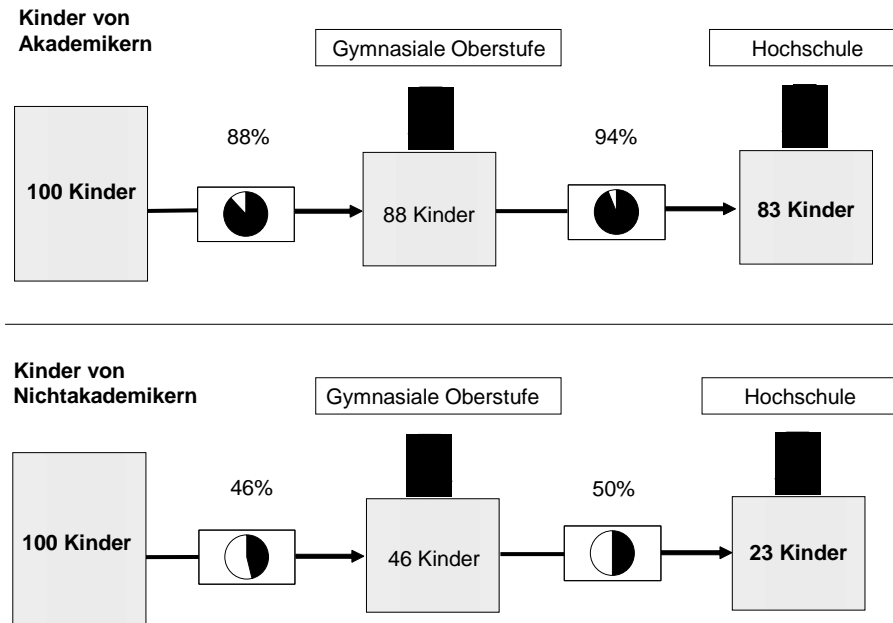 Kinder von
Akademikern
Gymnasiale Oberstufe
Hochschule
88%
94%
100 Kinder
88 Kinder
83 Kinder
Kinder von
Nichtakademikern
Gymnasiale Oberstufe
Hochschule
46%
50%
100 Kinder
46 Kinder
23 Kinder